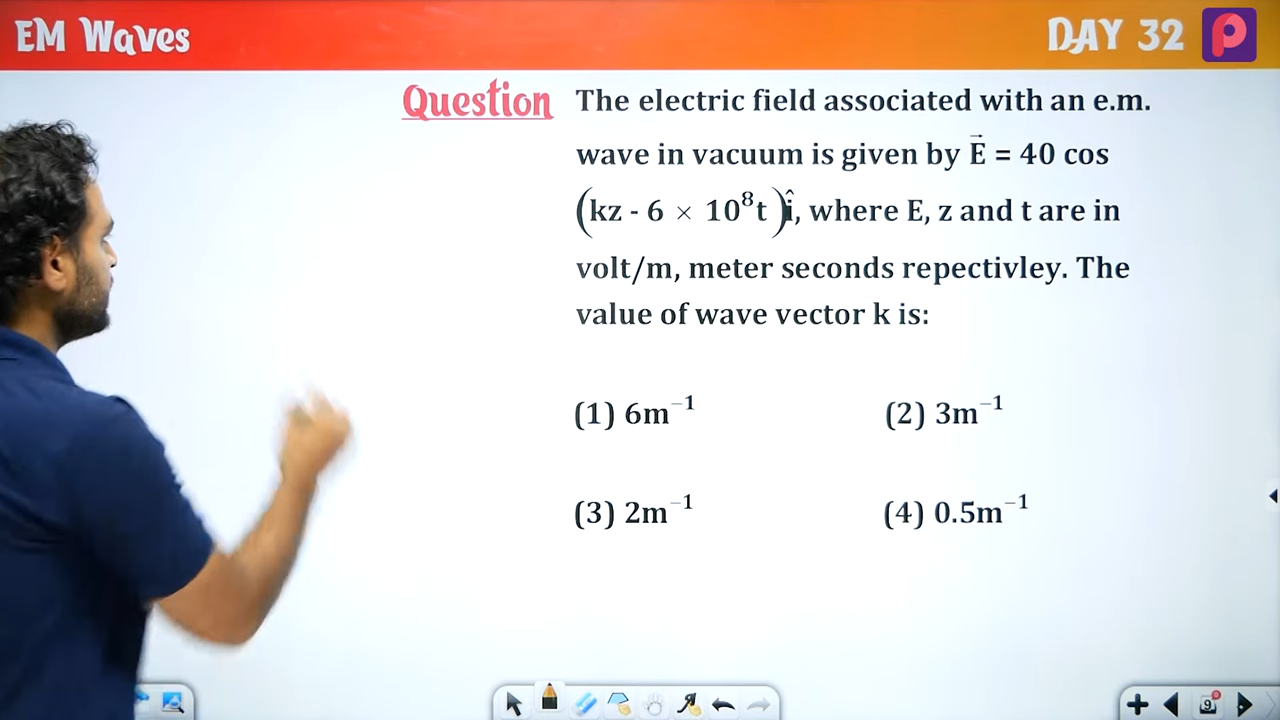 EM Waves
DAY 32
Question
The electric field associated with an e.m.
wave in vacuum is given by E⃗ = 40 cos
(kz - 6 × 10⁸t)î, where E, z and t are in
volt/m, meter seconds repectivley. The
value of wave vector k is:
(1) 6m⁻¹ (2) 3m⁻¹
(3) 2m⁻¹ (4) 0.5m⁻¹
9